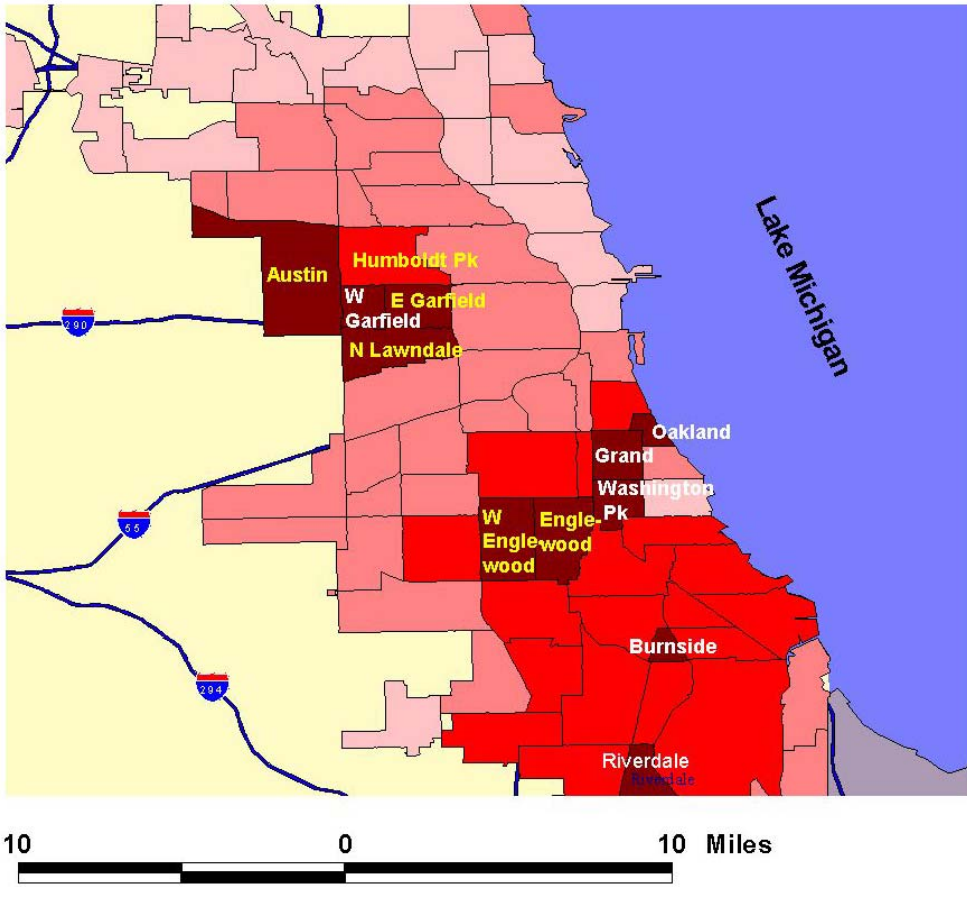 Lake Michigan
Humboldt Pk
Austin
W
Garfield
E Garfield
290
N Lawndale
Oakland
Grand
Washington
Pk
W
Engle-
wood
Engle-
wood
55
Burnside
294
Riverdale
Riverdale
10 0 10 Miles